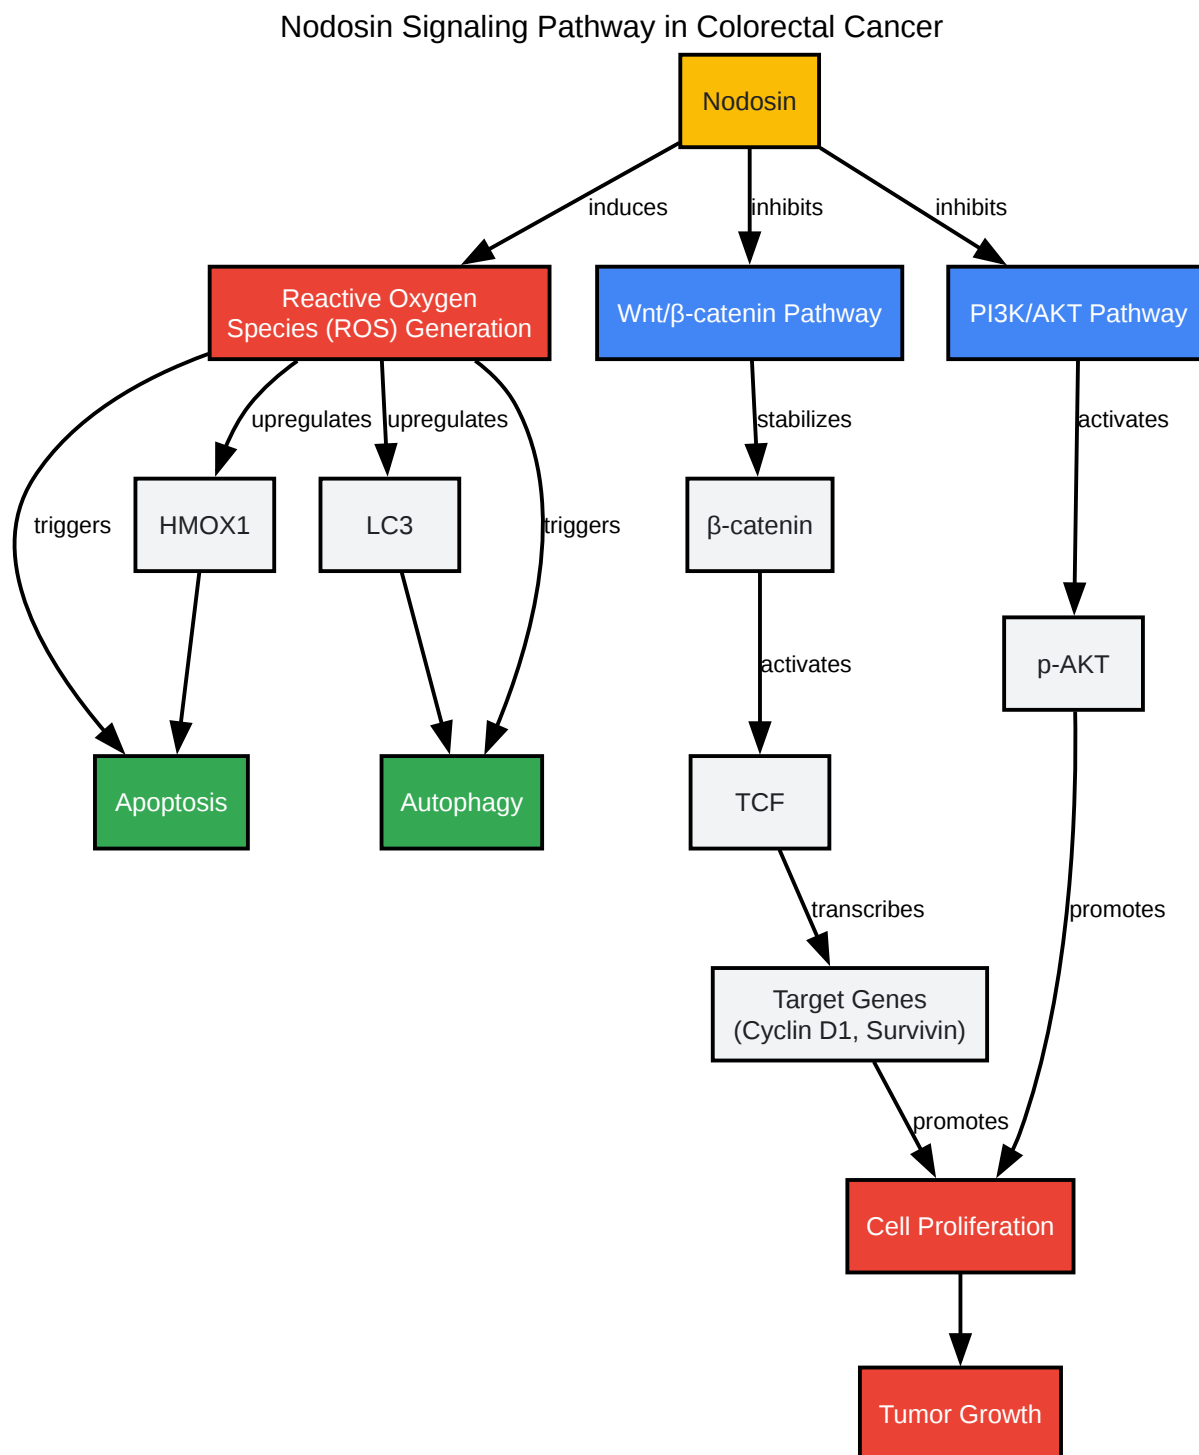 Nodosin Signaling Pathway in Colorectal Cancer
Nodosin
induces
inhibits
inhibits
Reactive Oxygen
Species (ROS) Generation
Wnt/β-catenin Pathway
PI3K/AKT Pathway
upregulates
upregulates
stabilizes
activates
triggers
HMOX1
LC3
triggers
β-catenin
activates
p-AKT
Apoptosis
Autophagy
TCF
transcribes
promotes
Target Genes
(Cyclin D1, Survivin)
promotes
Cell Proliferation
Tumor Growth